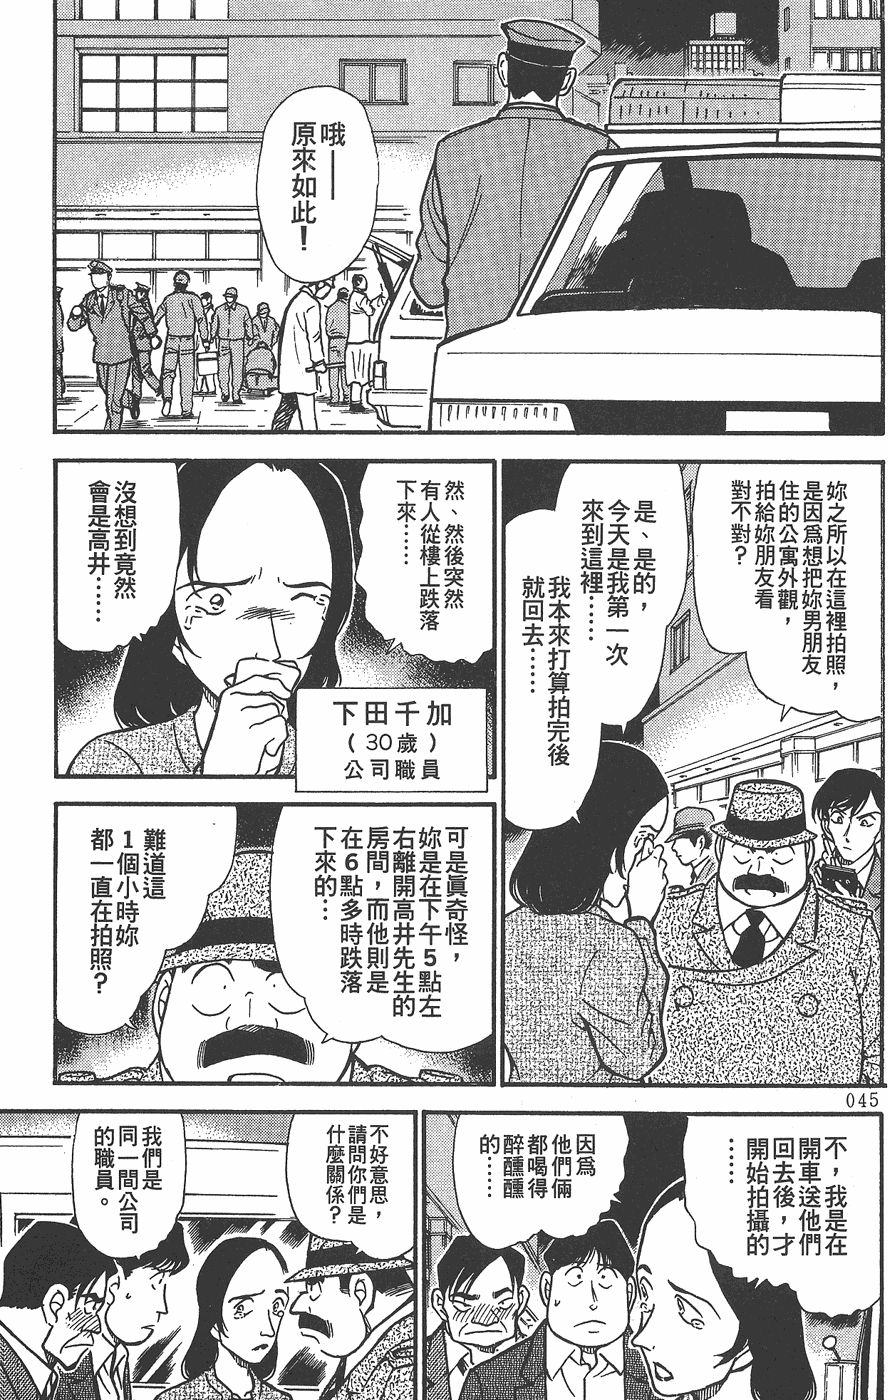 哦——
原來如此！
妳之所以在這裡拍照，
是因爲想把妳男朋友
住的公寓外觀，
拍給妳朋友看
對不對？
是、是的，
今天是我第一次
來到這裡……
我本來打算拍完後
就回去……
然、然後突然
有人從樓上跌落
下來……
沒想到竟然
會是高井……
下田千加
（30歲）
公司職員
可是眞奇怪，
妳是在下午5點左
右離開高井先生的
房間，而他則是
在6點多時跌落
下來的…
難道這
1個小時妳
都一直在拍照？
045
不，我是在
開車送他們
回去後，才
開始拍攝的
……
因爲
他們倆
都喝得
醉醺醺
的……
不好意思，
請問你們是
什麼關係？
我們是
同一間公司
的職員。